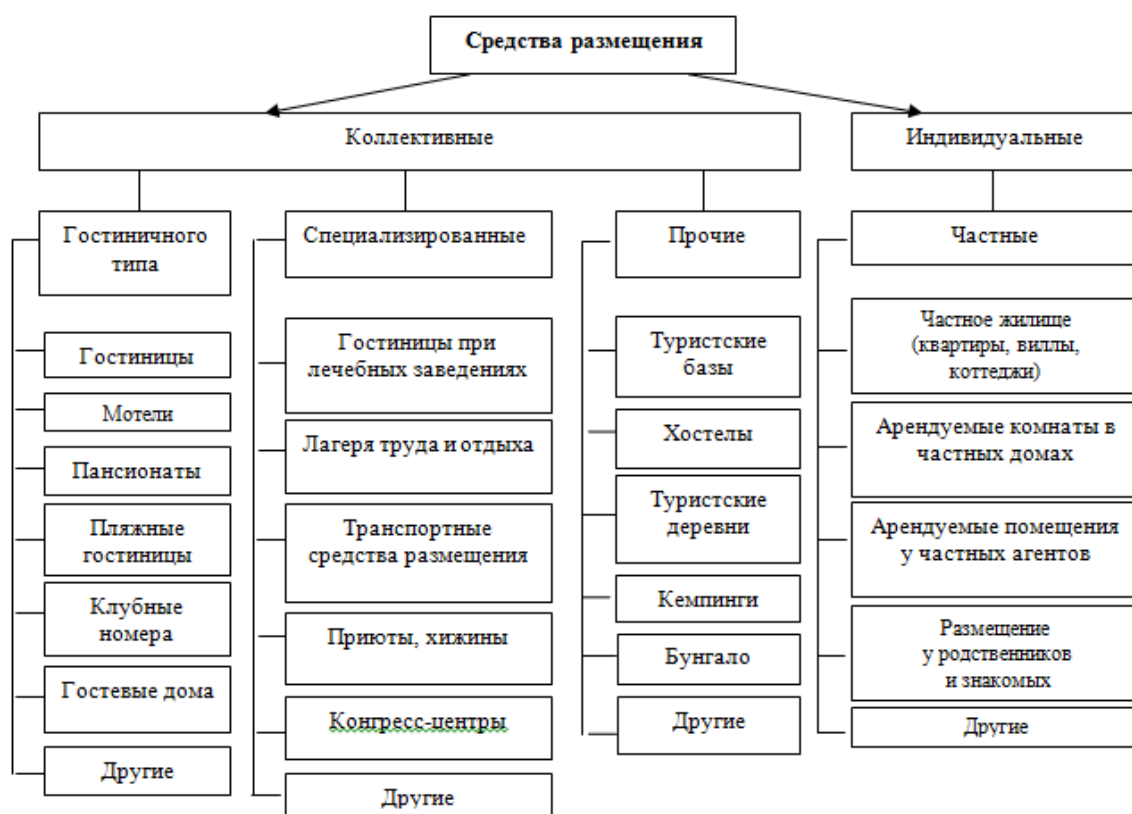 Средства размещения
Коллективные
Индивидуальные
Гостиничного
типа
Специализированные
Прочие
Частные
Гостиницы
Мотели
Пансионаты
Пляжные
гостиницы
Клубные
номера
Гостевые дома
Другие
Гостиницы при
лечебных заведениях
Лагеря труда и отдыха
Транспортные
средства размещения
Приюты, хижины
Конгресс-центры
Другие
Туристские
базы
Хостелы
Туристские
деревни
Кемпинги
Бунгало
Другие
Частное жилище
(квартиры, виллы,
коттеджи)
Арендуемые комнаты в
частных домах
Арендуемые помещения
у частных агентов
Размещение
у родственников
и знакомых
Другие